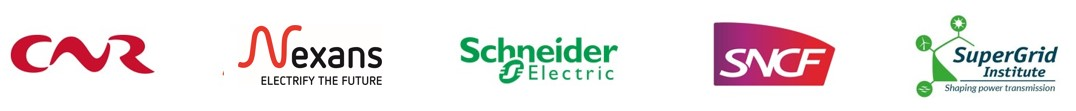 CNR
Nexans
ELECTRIFY THE FUTURE
Schneider
Electric
SNCF
SuperGrid
Institute
Shaping power transmission